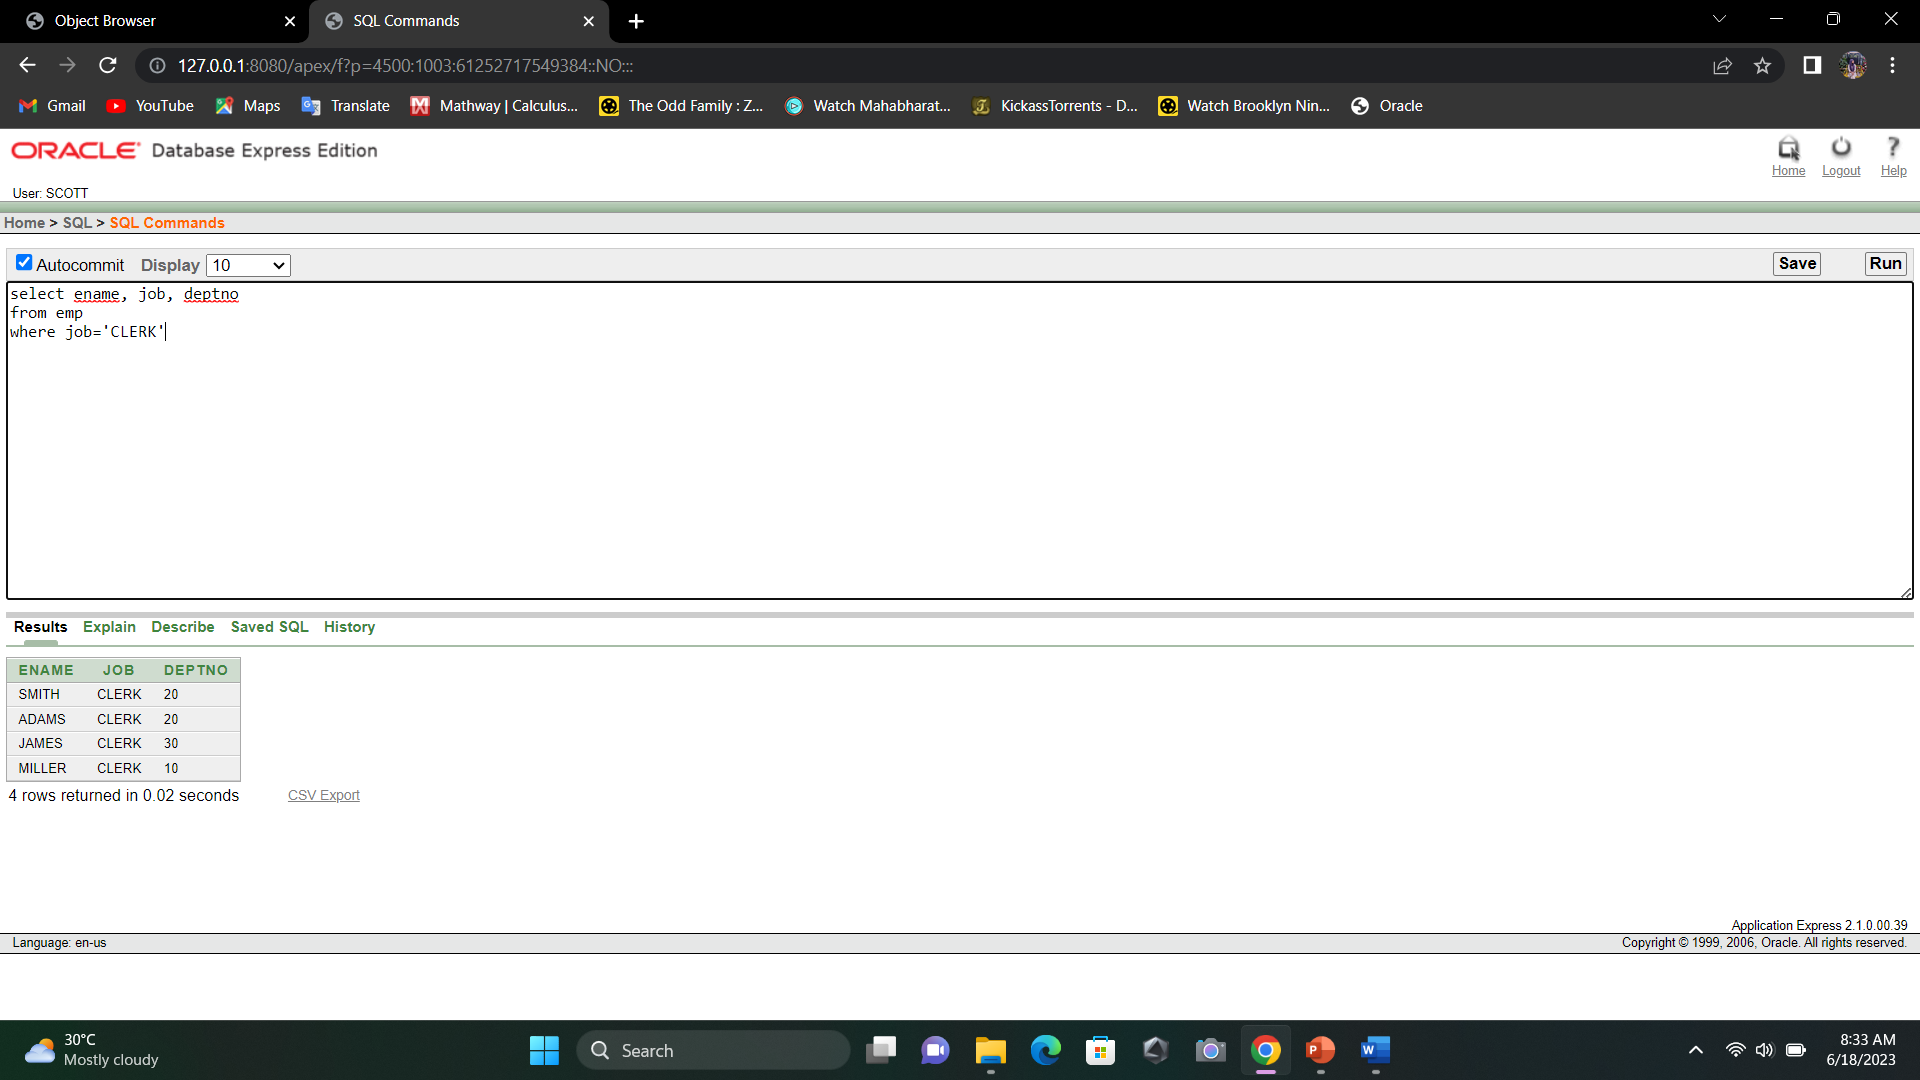 Object Browser
SQL Commands
127.0.0.1:8080/apex/f?p=4500:1003:61252717549384::NO:::
Gmail YouTube Maps Translate Mathway | Calculus... The Odd Family : Z... Watch Mahabharat... KickassTorrents - D... Watch Brooklyn Nin... Oracle
ORACLE Database Express Edition
Home Logout Help
User: SCOTT
Home > SQL > SQL Commands
Autocommit Display 10 Save Run
select ename, job, deptno
from emp
where job='CLERK'
Results Explain Describe Saved SQL History
ENAME JOB DEPTNO
SMITH CLERK 20
ADAMS CLERK 20
JAMES CLERK 30
MILLER CLERK 10
4 rows returned in 0.02 seconds CSV Export
Application Express 2.1.0.00.39
Language: en-us Copyright © 1999, 2006, Oracle. All rights reserved.
30°C
Mostly cloudy
Search
8:33 AM
6/18/2023